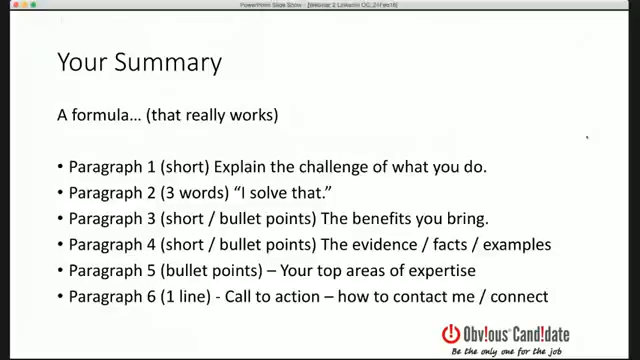 PowerPoint Slide Show - [Webinar 2 LinkedIn OC_21Feb18]
Your Summary
A formula… (that really works)
• Paragraph 1 (short) Explain the challenge of what you do.
• Paragraph 2 (3 words) “I solve that.”
• Paragraph 3 (short / bullet points) The benefits you bring.
• Paragraph 4 (short / bullet points) The evidence / facts / examples
• Paragraph 5 (bullet points) – Your top areas of expertise
• Paragraph 6 (1 line) - Call to action – how to contact me / connect
Obv!ous® Cand!date
Be the only one for the job